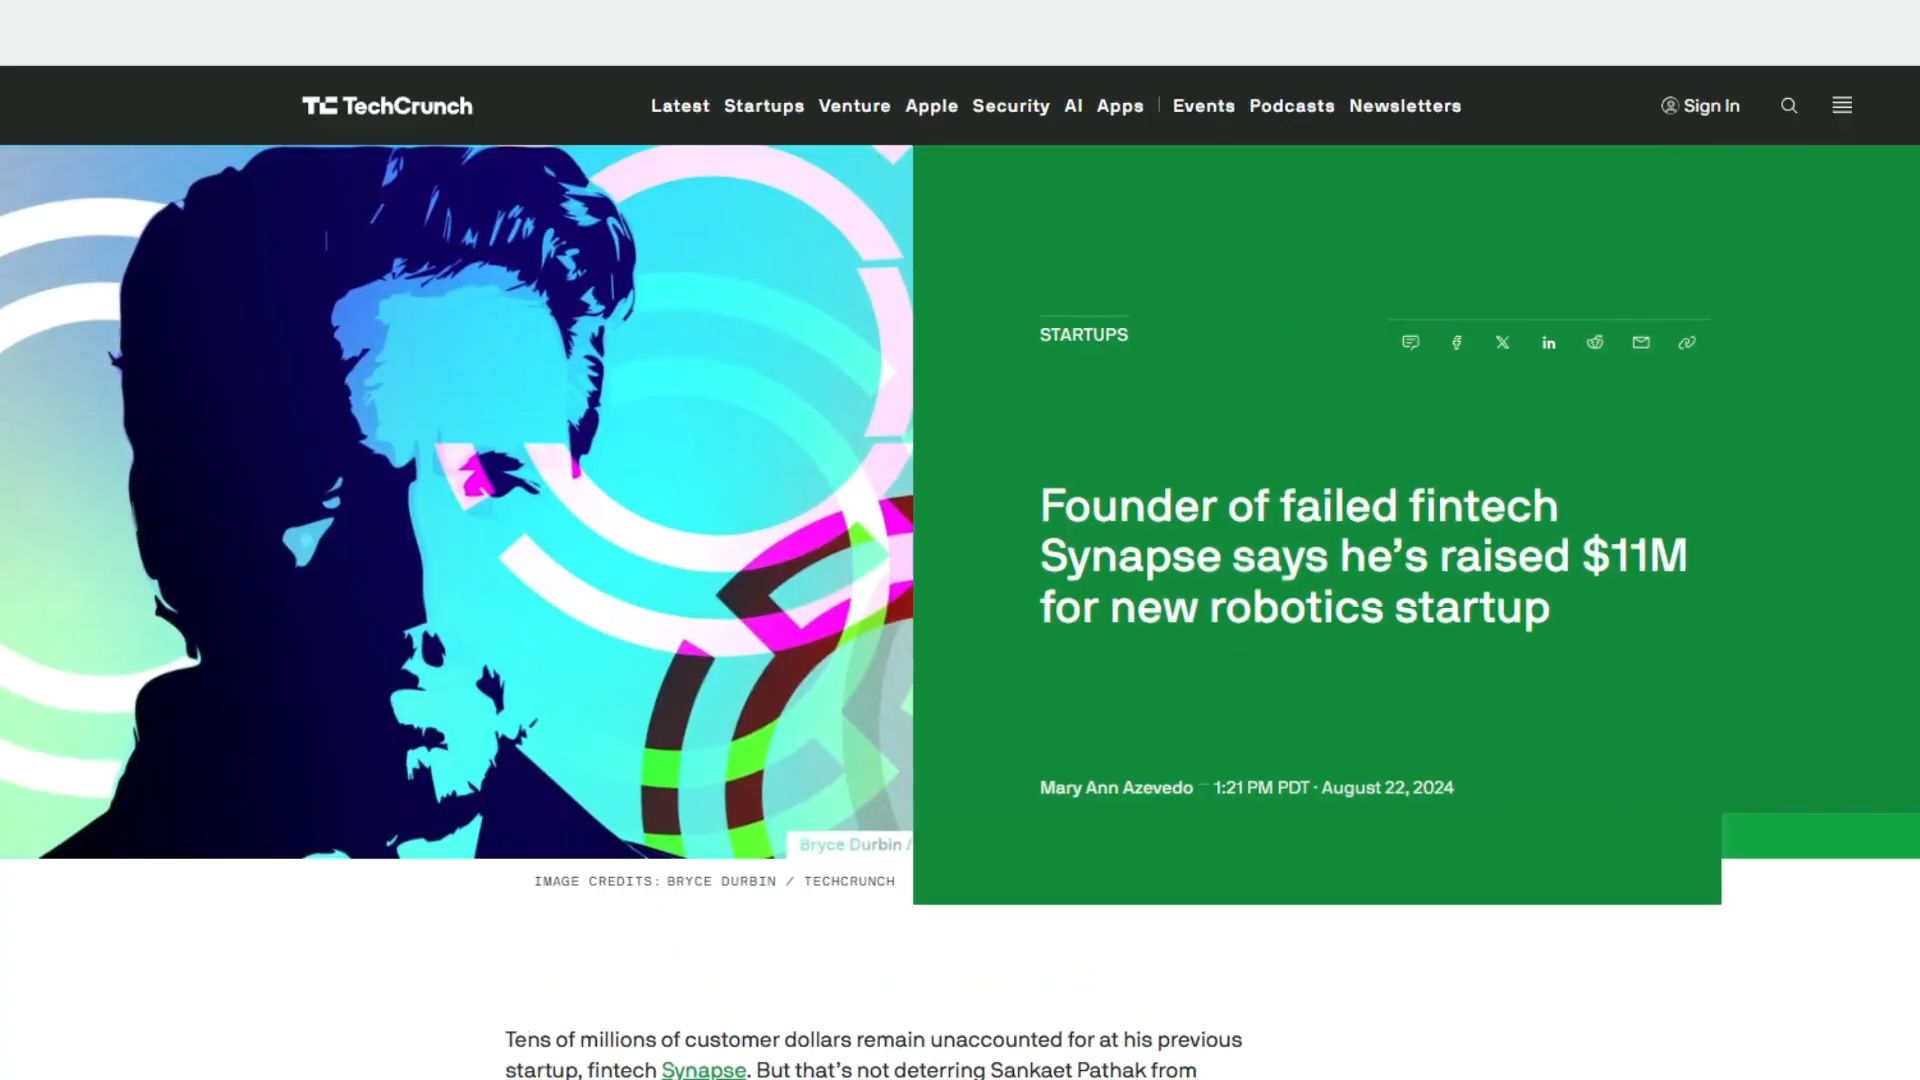 TechCrunch
Latest Startups Venture Apple Security AI Apps Events Podcasts Newsletters
Sign In
STARTUPS
Founder of failed fintech
Synapse says he’s raised $11M
for new robotics startup
Mary Ann Azevedo — 1:21 PM PDT · August 22, 2024
Bryce Durbin /
IMAGE CREDITS: BRYCE DURBIN / TECHCRUNCH
Tens of millions of customer dollars remain unaccounted for at his previous
startup, fintech Synapse. But that’s not deterring Sankaet Pathak from